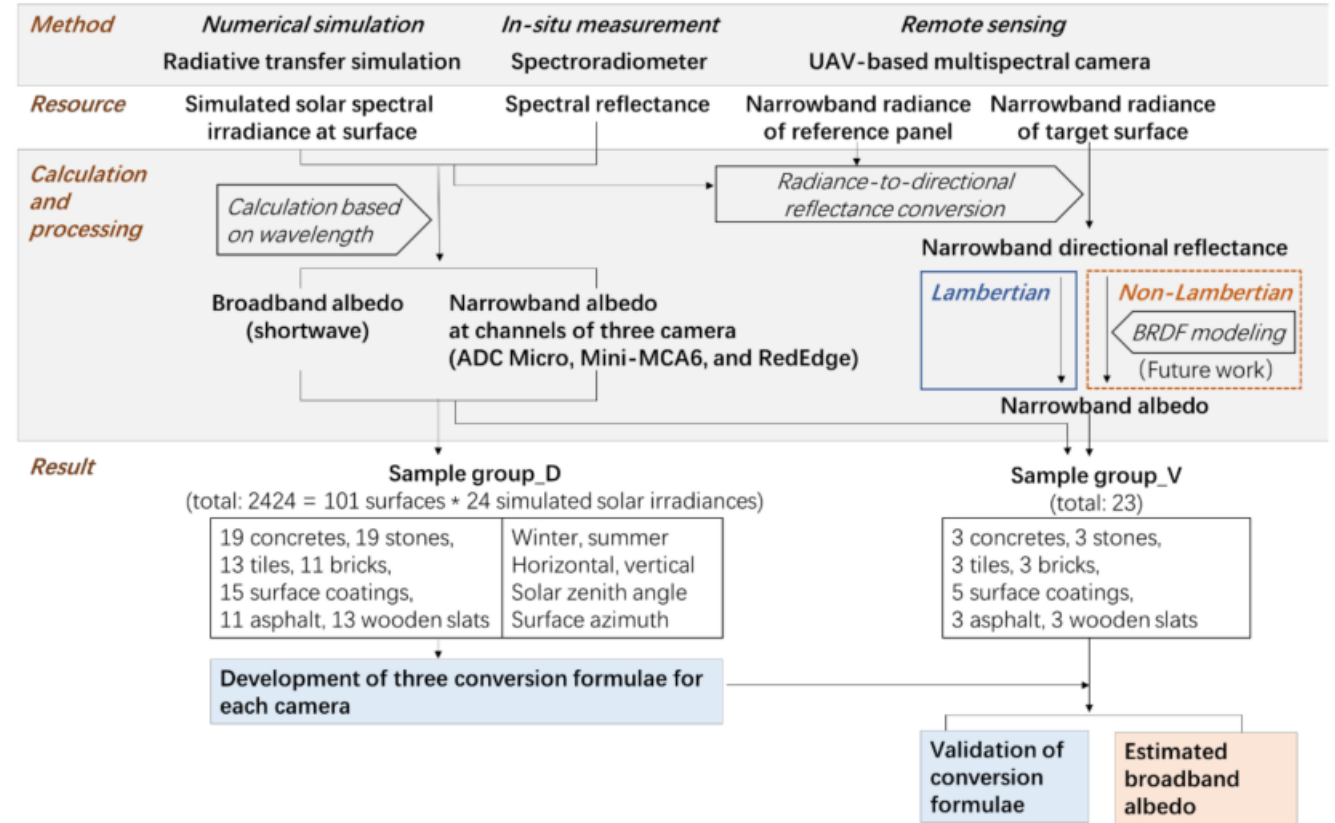 Method
Numerical simulation
In-situ measurement
Remote sensing
Radiative transfer simulation
Spectroradiometer
UAV-based multispectral camera
Resource
Simulated solar spectral
irradiance at surface
Spectral reflectance
Narrowband radiance
of reference panel
Narrowband radiance
of target surface
Calculation
and
processing
Calculation based
on wavelength
Radiance-to-directional
reflectance conversion
Narrowband directional reflectance
Broadband albedo
(shortwave)
Narrowband albedo
at channels of three camera
(ADC Micro, Mini-MCA6, and RedEdge)
Lambertian
Non-Lambertian
BRDF modeling
(Future work)
Narrowband albedo
Result
Sample group_D
(total: 2424 = 101 surfaces * 24 simulated solar irradiances)
19 concretes, 19 stones,
13 tiles, 11 bricks,
15 surface coatings,
11 asphalt, 13 wooden slats
Winter, summer
Horizontal, vertical
Solar zenith angle
Surface azimuth
Sample group_V
(total: 23)
3 concretes, 3 stones,
3 tiles, 3 bricks,
5 surface coatings,
3 asphalt, 3 wooden slats
Development of three conversion formulae for
each camera
Validation of
conversion
formulae
Estimated
broadband
albedo